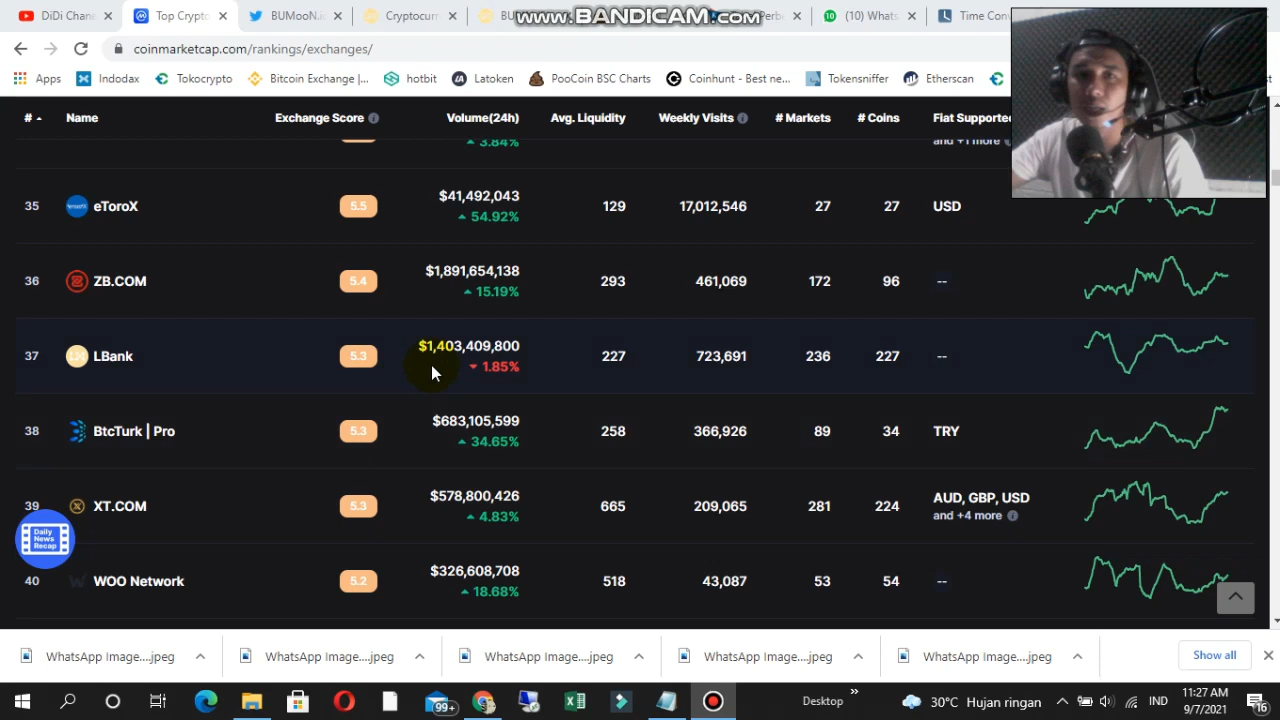 DiDi Chane
Top Crypto
BUMooN.i
Cryptocurr
BU
www.BANDICAM.com
Perb
(10) Whats
Time Con
coinmarketcap.com/rankings/exchanges/
Apps
Indodax
Tokocrypto
Bitcoin Exchange |...
hotbit
Latoken
PooCoin BSC Charts
Coinhunt - Best ne...
Tokensniffer
Etherscan
# Name Exchange Score Volume(24h) Avg. Liquidity Weekly Visits # Markets # Coins Fiat Supported
3.84% and +1 more
35 eToroX 5.5 $41,492,043 129 17,012,546 27 27 USD
54.92%
36 ZB.COM 5.4 $1,891,654,138 293 461,069 172 96 --
15.19%
37 LBank 5.3 $1,403,409,800 227 723,691 236 227 --
1.85%
38 BtcTurk | Pro 5.3 $683,105,599 258 366,926 89 34 TRY
34.65%
39 XT.COM 5.3 $578,800,426 665 209,065 281 224 AUD, GBP, USD
4.83% and +4 more
Daily
News
Recap
40 WOO Network 5.2 $326,608,708 518 43,087 53 54 --
18.68%
WhatsApp Image....jpeg
WhatsApp Image....jpeg
WhatsApp Image....jpeg
WhatsApp Image....jpeg
WhatsApp Image....jpeg
Show all
99+
Desktop
30°C Hujan ringan
IND
11:27 AM
9/7/2021
16